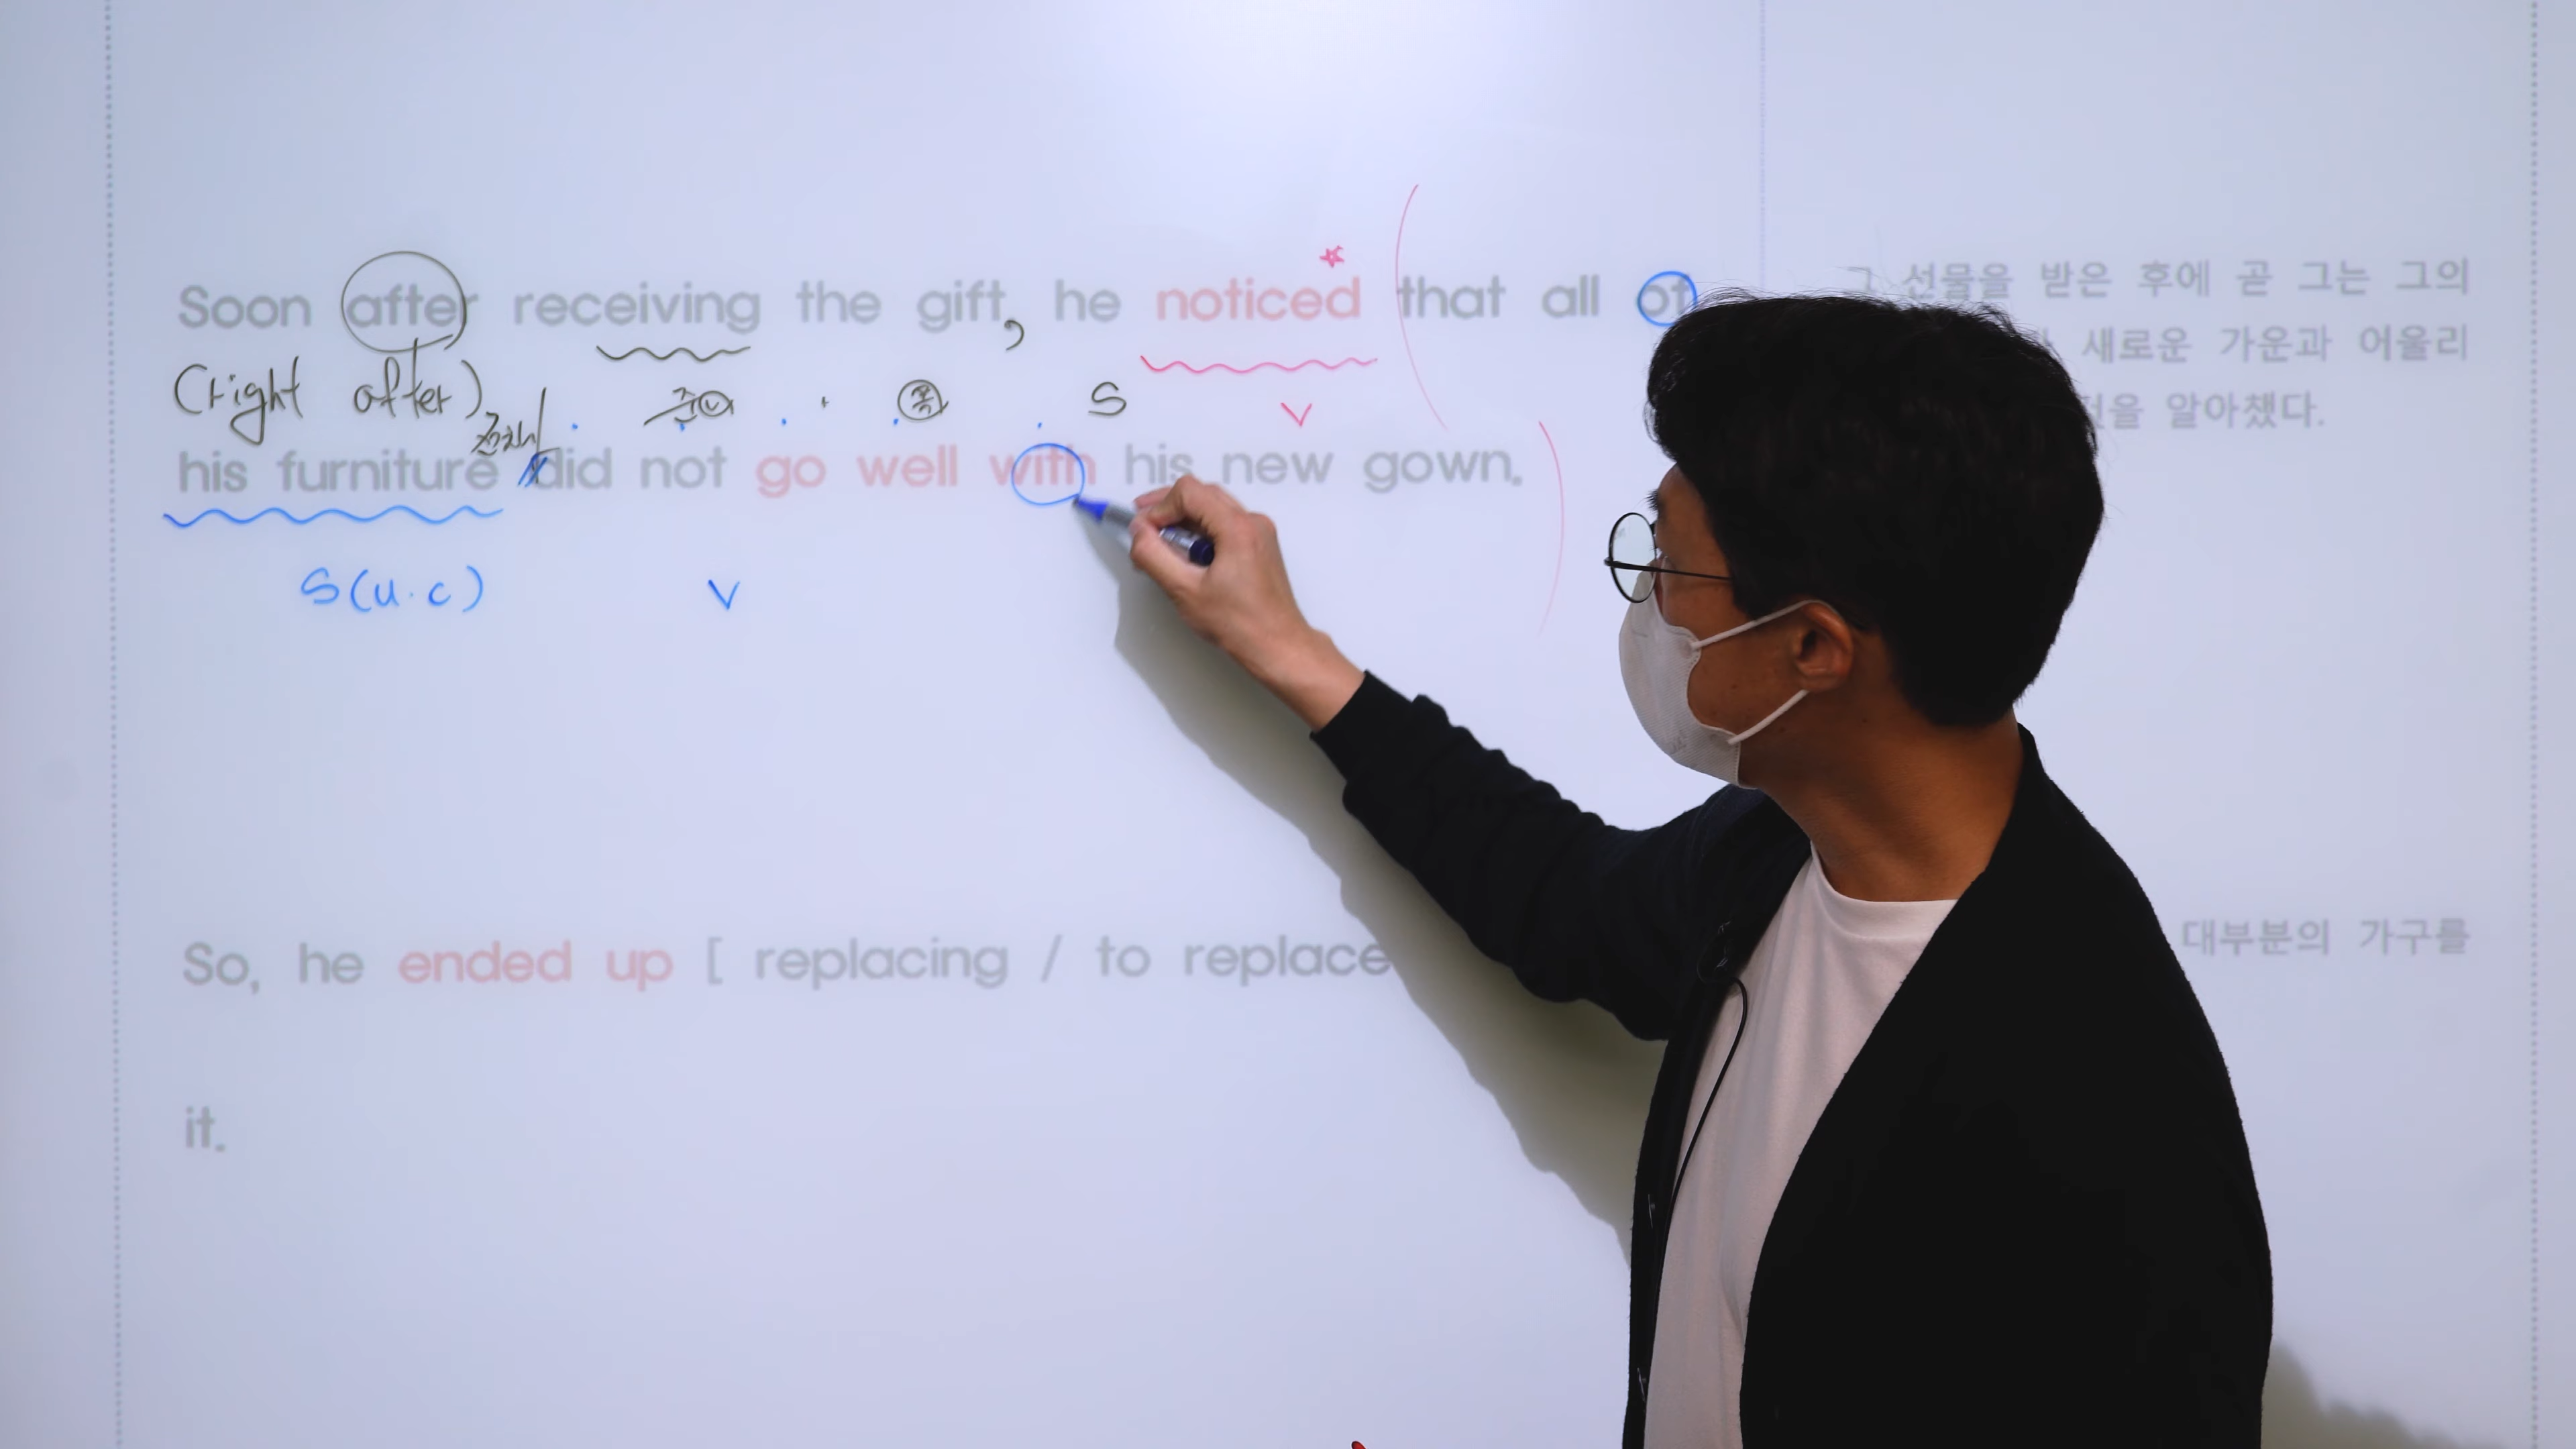 Soon after receiving the gift, he noticed that all of
(right after)
준ⓥ
목
S
V
his furniture did not go well with his new gown.
S(u.c)
V
So, he ended up [ replacing / to replace
it.
그 선물을 받은 후에 곧 그는 그의
새로운 가운과 어울리
알아챘다.
대부분의 가구를